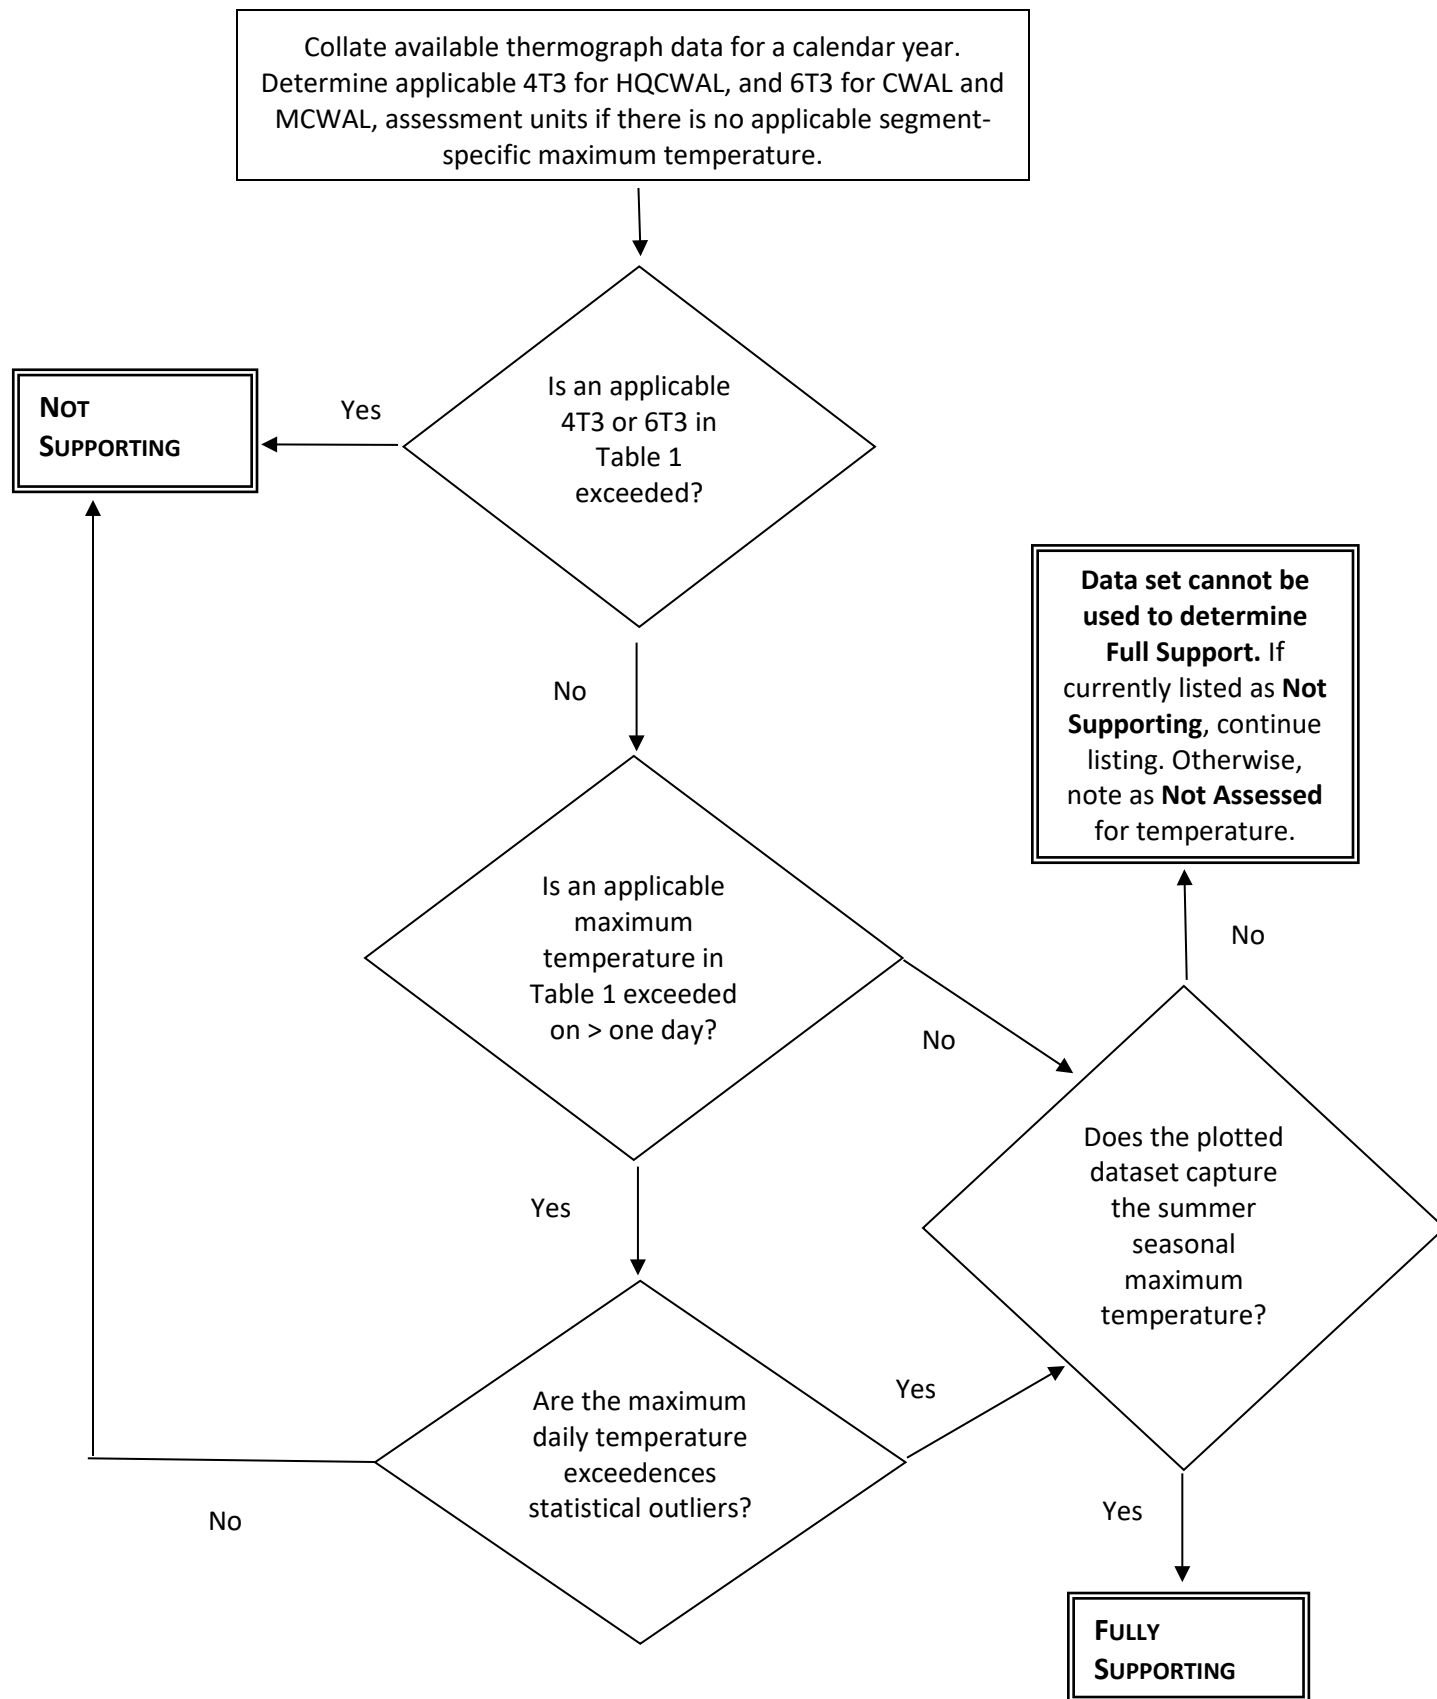 Collate available thermograph data for a calendar year.
Determine applicable 4T3 for HQCWAL, and 6T3 for CWAL and
MCWAL, assessment units if there is no applicable segment-
specific maximum temperature.
Is an applicable
4T3 or 6T3 in
Table 1
exceeded?
Yes
NOT
SUPPORTING
No
Data set cannot be
used to determine
Full Support. If
currently listed as Not
Supporting, continue
listing. Otherwise,
note as Not Assessed
for temperature.
Is an applicable
maximum
temperature in
Table 1 exceeded
on > one day?
No
No
Does the plotted
dataset capture
the summer
seasonal
maximum
temperature?
Yes
Are the maximum
daily temperature
exceedences
statistical outliers?
Yes
No
Yes
FULLY
SUPPORTING